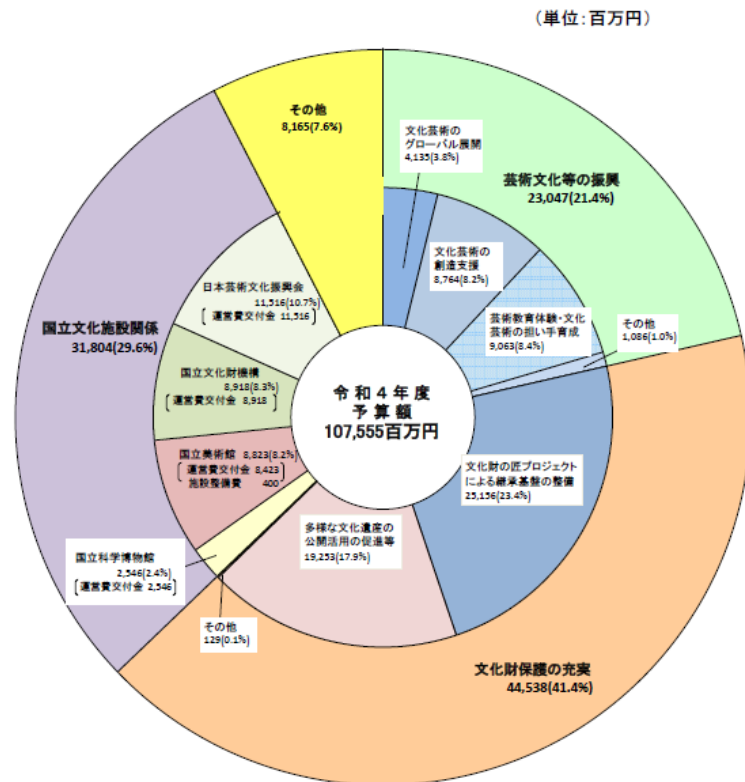 （単位：百万円）
その他
8,165(7.6%)
文化芸術の
グローバル展開
4,135(3.8%)
芸術文化等の振興
23,047(21.4%)
文化芸術の
創造支援
8,764(8.2%)
芸術教育体験・文化
芸術の担い手育成
9,063(8.4%)
その他
1,086(1.0%)
日本芸術文化振興会
11,516(10.7%)
運営費交付金 11,516
国立文化施設関係
31,804(29.6%)
国立文化財機構
8,918(8.3%)
運営費交付金 8,918
令和４年度
予算額
107,555百万円
国立美術館 8,823(8.2%)
運営費交付金 8,423
施設整備費 400
文化財の匠プロジェクト
による継承基盤の整備
25,156(23.4%)
多様な文化遺産の
公開活用の促進等
19,253(17.9%)
国立科学博物館
2,546(2.4%)
運営費交付金 2,546
その他
129(0.1%)
文化財保護の充実
44,538(41.4%)